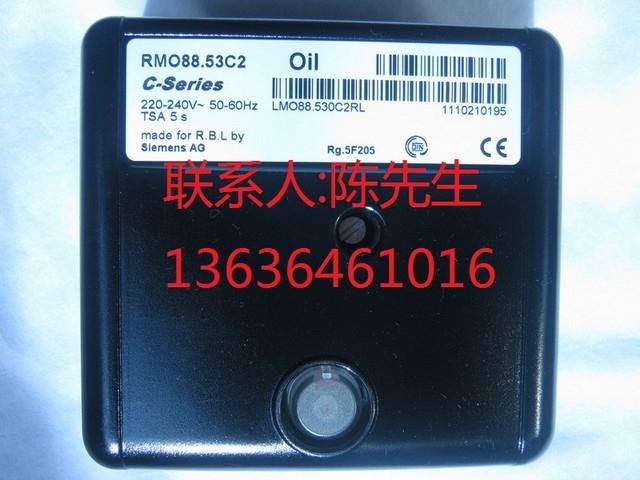 RMO88.53C2 Oil
C-Series
220-240V~ 50-60Hz LMO88.530C2RL 1110210195
TSA 5 s
made for R.B.L by
Siemens AG Rg.5F205 DIN CE
联系人:陈先生
13636461016